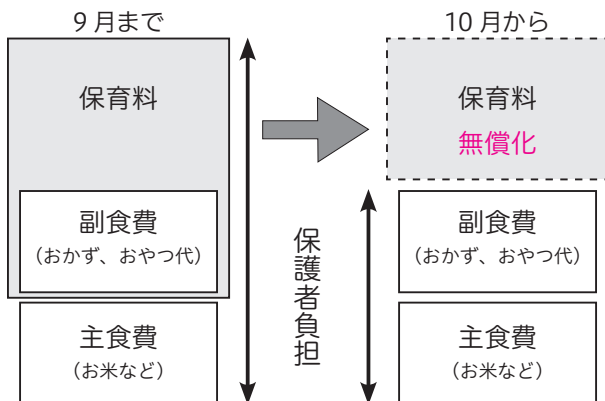 9月まで
保育料
副食費
（おかず、おやつ代）
主食費
（お米など）
保護者負担
10月から
保育料
無償化
副食費
（おかず、おやつ代）
主食費
（お米など）